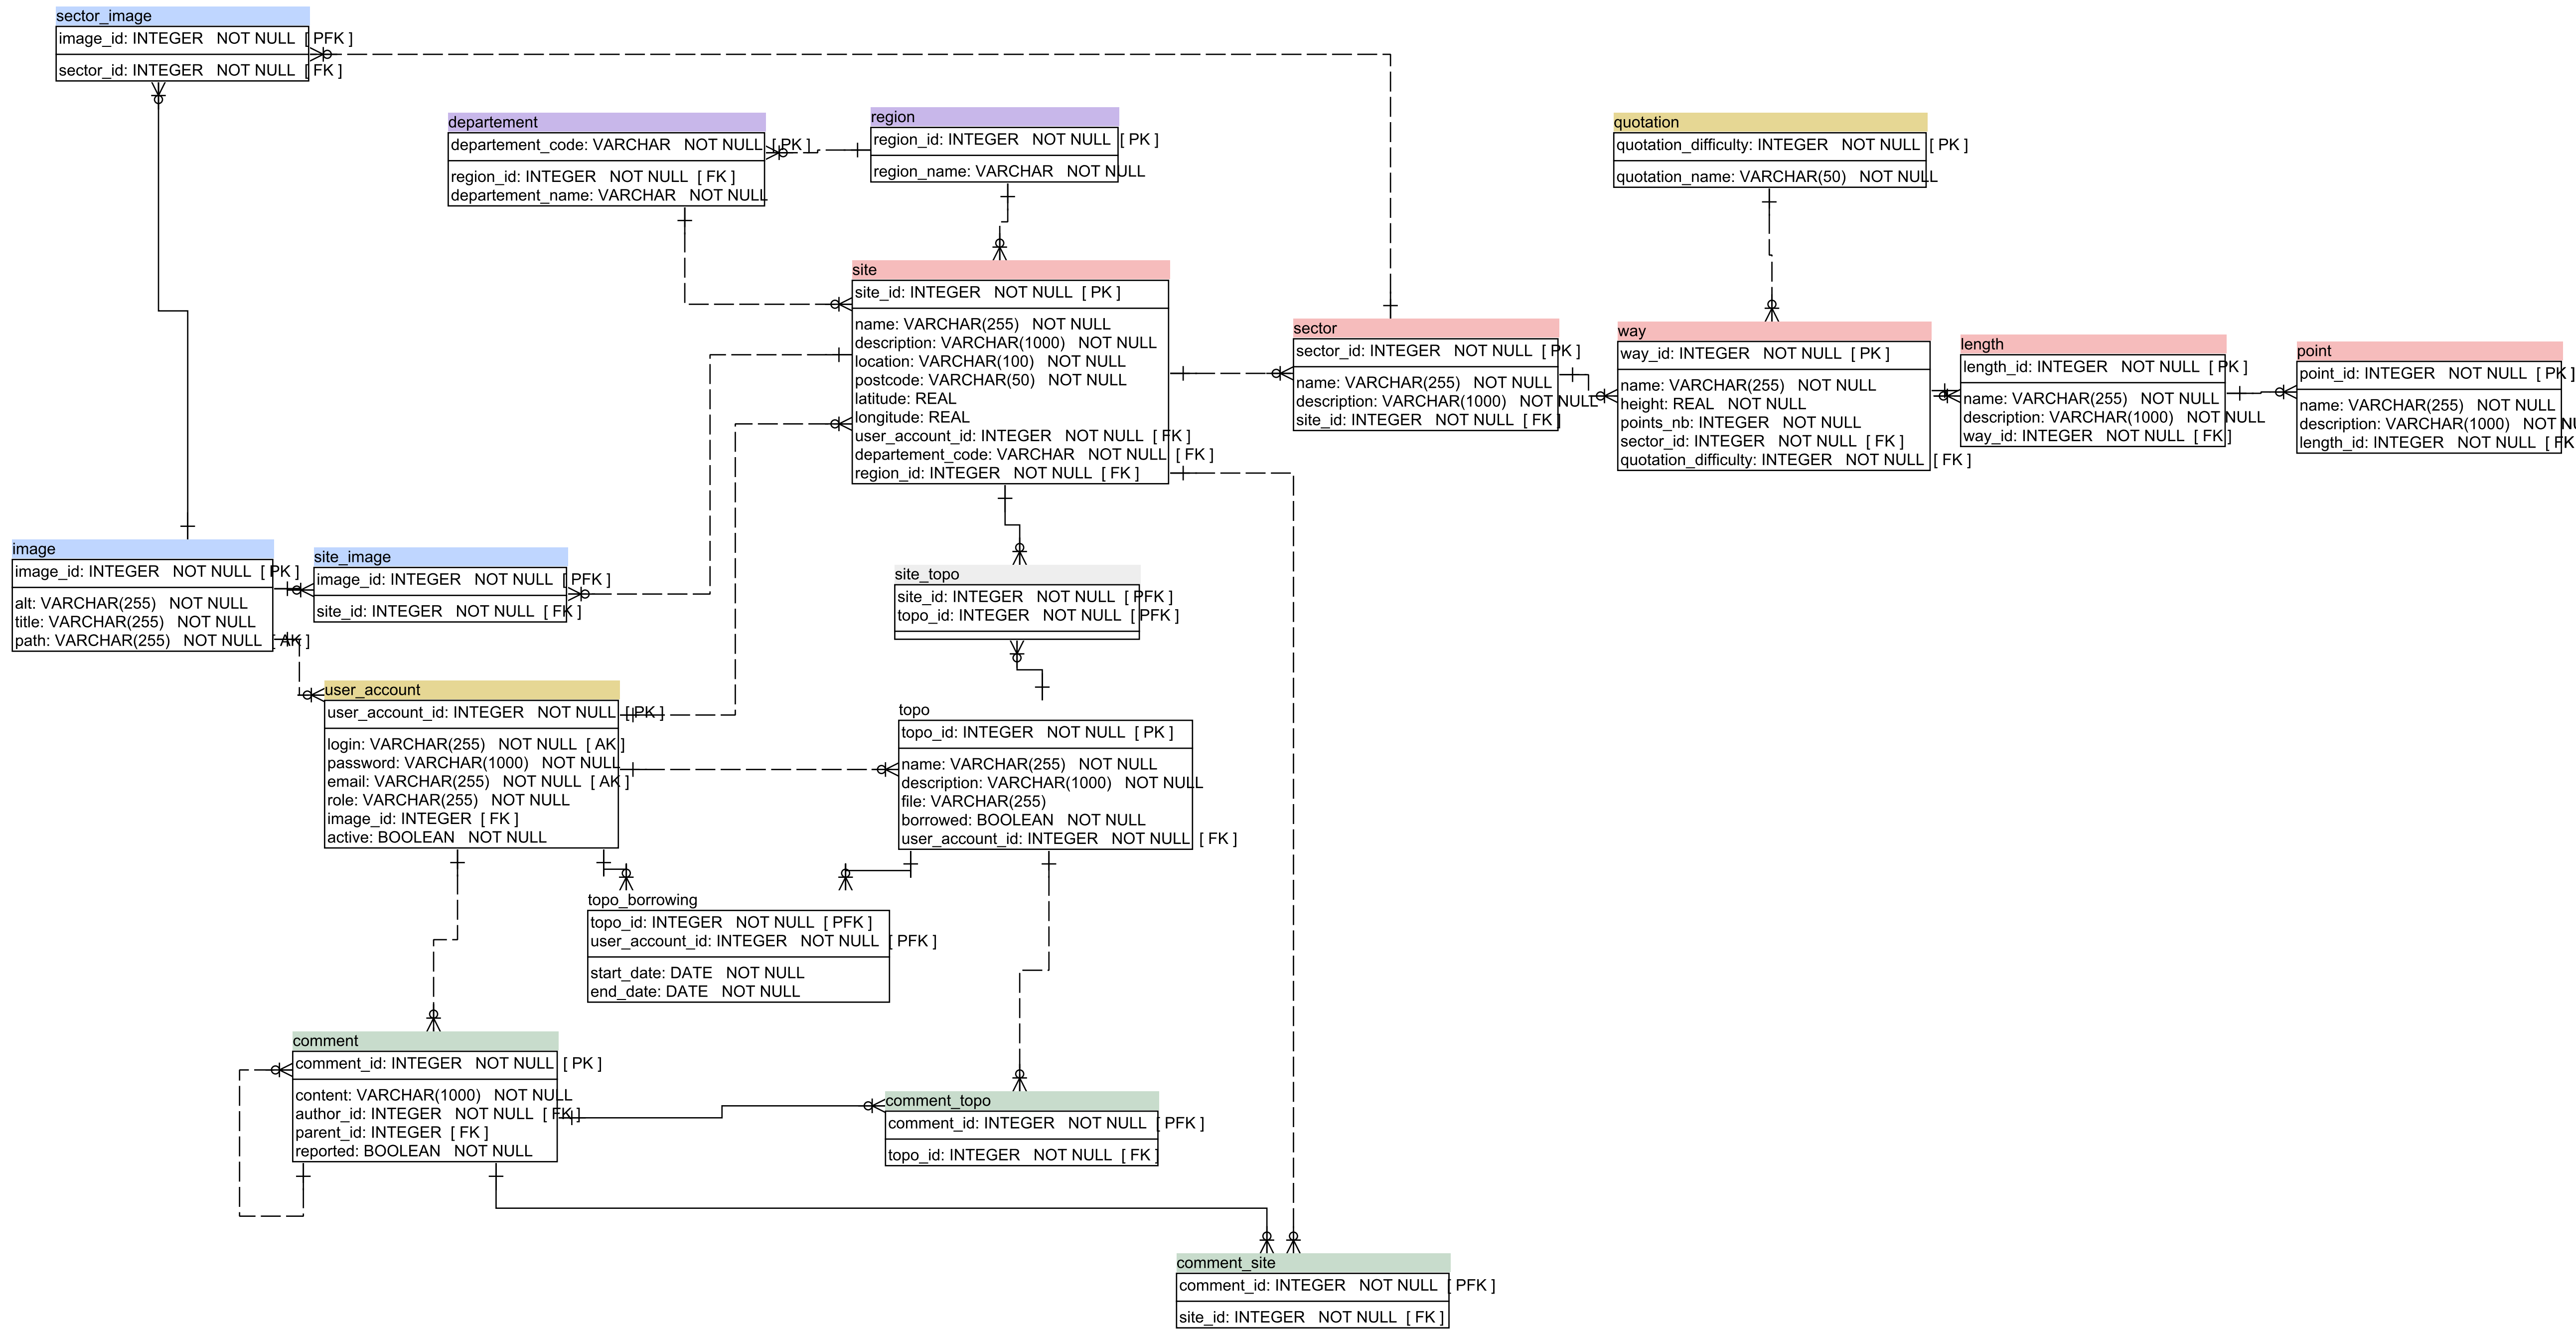 sector_image
image_id: INTEGER NOT NULL [ PFK ]
sector_id: INTEGER NOT NULL [ FK ]
departement
departement_code: VARCHAR NOT NULL [ PK ]
region_id: INTEGER NOT NULL [ FK ]
departement_name: VARCHAR NOT NULL
region
region_id: INTEGER NOT NULL [ PK ]
region_name: VARCHAR NOT NULL
quotation
quotation_difficulty: INTEGER NOT NULL [ PK ]
quotation_name: VARCHAR(50) NOT NULL
site
site_id: INTEGER NOT NULL [ PK ]
name: VARCHAR(255) NOT NULL
description: VARCHAR(1000) NOT NULL
location: VARCHAR(100) NOT NULL
postcode: VARCHAR(50) NOT NULL
latitude: REAL
longitude: REAL
user_account_id: INTEGER NOT NULL [ FK ]
departement_code: VARCHAR NOT NULL [ FK ]
region_id: INTEGER NOT NULL [ FK ]
sector
sector_id: INTEGER NOT NULL [ PK ]
name: VARCHAR(255) NOT NULL
description: VARCHAR(1000) NOT NULL
site_id: INTEGER NOT NULL [ FK ]
way
way_id: INTEGER NOT NULL [ PK ]
name: VARCHAR(255) NOT NULL
height: REAL NOT NULL
points_nb: INTEGER NOT NULL
sector_id: INTEGER NOT NULL [ FK ]
quotation_difficulty: INTEGER NOT NULL [ FK ]
length
length_id: INTEGER NOT NULL [ PK ]
name: VARCHAR(255) NOT NULL
description: VARCHAR(1000) NOT NULL
way_id: INTEGER NOT NULL [ FK ]
point
point_id: INTEGER NOT NULL [ PK ]
name: VARCHAR(255) NOT NULL
description: VARCHAR(1000) NOT
length_id: INTEGER NOT NULL [ FK
image
image_id: INTEGER NOT NULL [ PK ]
alt: VARCHAR(255) NOT NULL
title: VARCHAR(255) NOT NULL
path: VARCHAR(255) NOT NULL [ AK ]
site_image
image_id: INTEGER NOT NULL [ PFK ]
site_id: INTEGER NOT NULL [ FK ]
site_topo
site_id: INTEGER NOT NULL [ PFK ]
topo_id: INTEGER NOT NULL [ PFK ]
user_account
user_account_id: INTEGER NOT NULL [ PK ]
login: VARCHAR(255) NOT NULL [ AK ]
password: VARCHAR(1000) NOT NULL
email: VARCHAR(255) NOT NULL [ AK ]
role: VARCHAR(255) NOT NULL
image_id: INTEGER [ FK ]
active: BOOLEAN NOT NULL
topo
topo_id: INTEGER NOT NULL [ PK ]
name: VARCHAR(255) NOT NULL
description: VARCHAR(1000) NOT NULL
file: VARCHAR(255)
borrowed: BOOLEAN NOT NULL
user_account_id: INTEGER NOT NULL [ FK ]
topo_borrowing
topo_id: INTEGER NOT NULL [ PFK ]
user_account_id: INTEGER NOT NULL [ PFK ]
start_date: DATE NOT NULL
end_date: DATE NOT NULL
comment
comment_id: INTEGER NOT NULL [ PK ]
content: VARCHAR(1000) NOT NULL
author_id: INTEGER NOT NULL [ FK ]
parent_id: INTEGER [ FK ]
reported: BOOLEAN NOT NULL
comment_topo
comment_id: INTEGER NOT NULL [ PFK ]
topo_id: INTEGER NOT NULL [ FK ]
comment_site
comment_id: INTEGER NOT NULL [ PFK ]
site_id: INTEGER NOT NULL [ FK ]